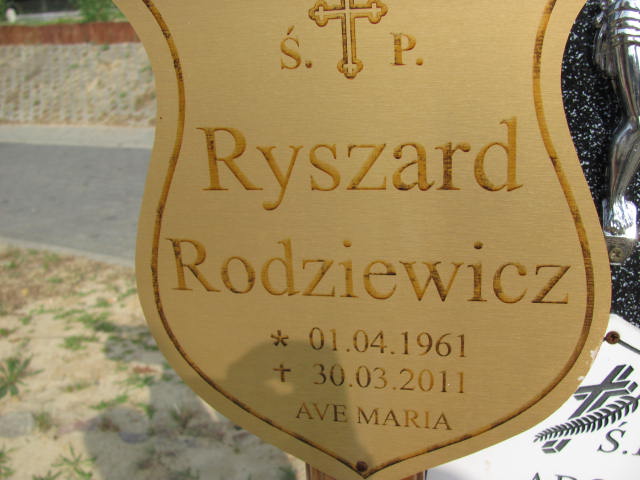 Ś. P.
Ryszard
Rodziewicz
* 01.04.1961
† 30.03.2011
AVE MARIA
Ś.